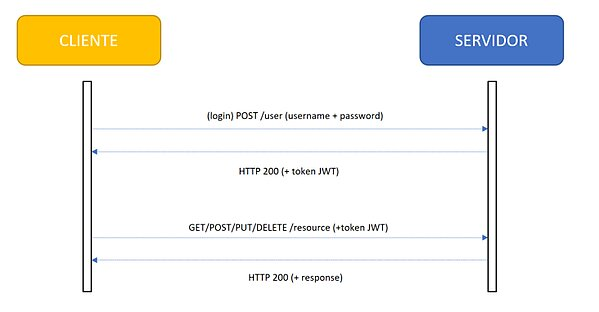 CLIENTE
SERVIDOR
(login) POST /user (username + password)
HTTP 200 (+ token JWT)
GET/POST/PUT/DELETE /resource (+token JWT)
HTTP 200 (+ response)